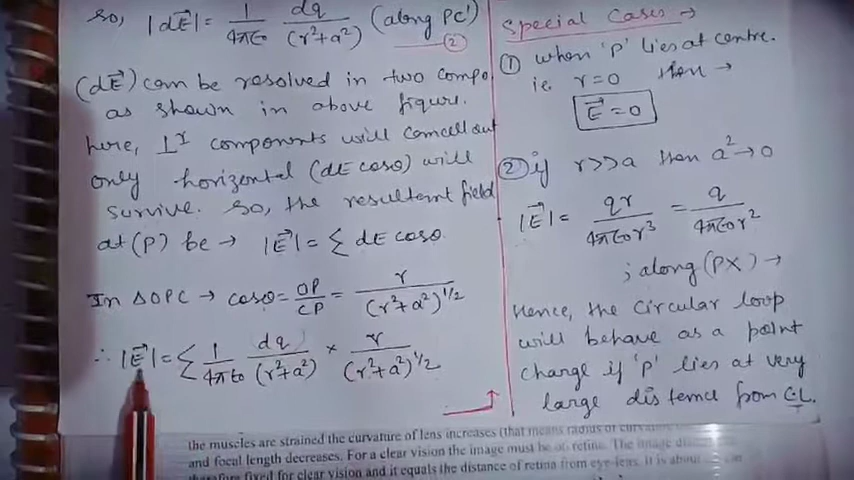 so, |dE⃗| = 1/4πε₀ dq/(r²+a²) (along PC')
②
(dE⃗) can be resolved in two compo
as shown in above figure.
here, ⊥r components will cancel out
only horizontal (dE cosθ) will
survive. so, the resultant field
at (P) be → |E⃗| = Σ dE cosθ
In ΔOPC → cosθ = OP/CP = r/(r²+a²)^1/2
∴ |E⃗| = Σ 1/4πε₀ dq/(r²+a²) × r/(r²+a²)^1/2
Special Cases →
① when 'P' lies at centre.
ie. r=0 then →
E⃗ = 0
② if r>>a then a² → 0
|E⃗| = qr/4πε₀r³ = q/4πε₀r²
; along (PX) →
Hence, the circular loop
will behave as a point
charge if 'P' lies at very
large distance from C.L.
the muscles are strained the curvature of lens increases (that means radius of curvature
and focal length decreases. For a clear vision the image must be on retina. The image
therefore fixed for clear vision and it equals the distance of retina from eye-lens. It is about